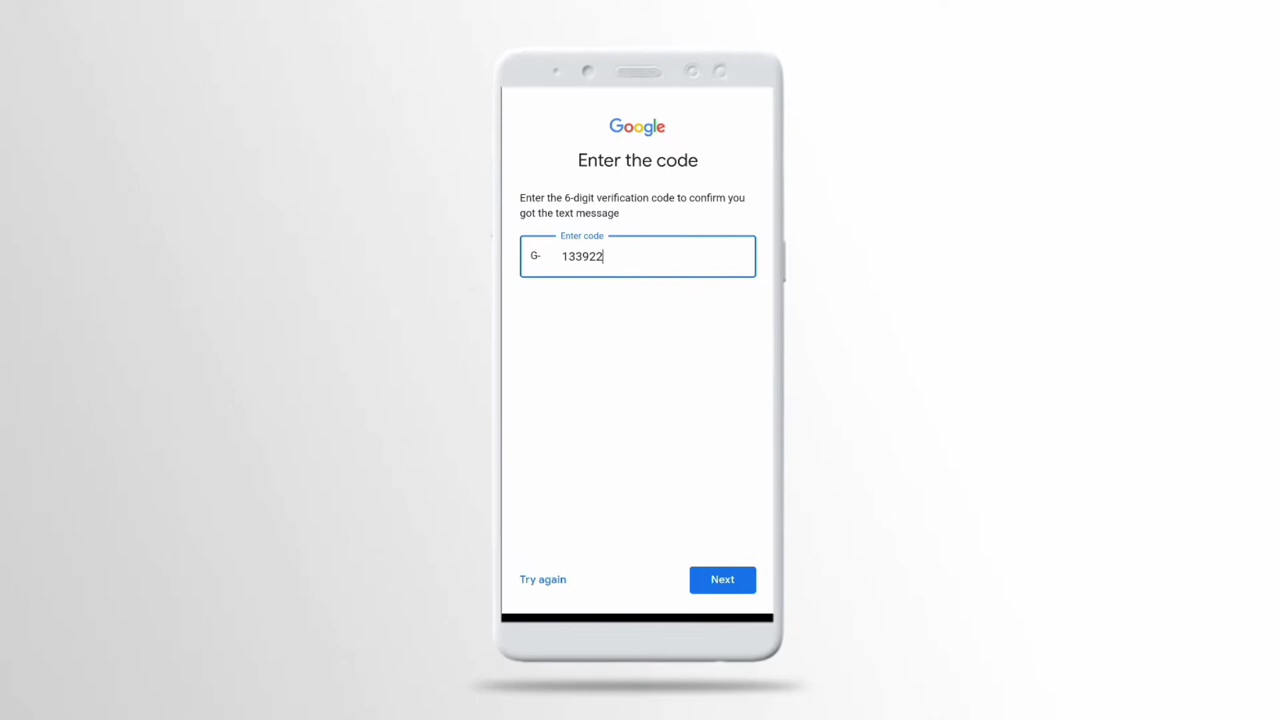 Google
Enter the code
Enter the 6-digit verification code to confirm you
got the text message
Enter code
G- 133922
Try again
Next